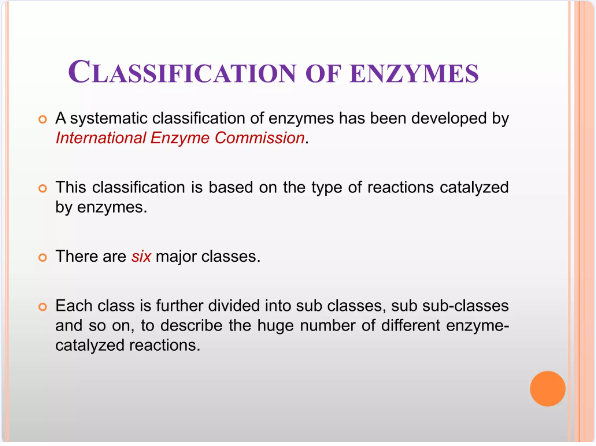 CLASSIFICATION OF ENZYMES
A systematic classification of enzymes has been developed by
International Enzyme Commission.
This classification is based on the type of reactions catalyzed
by enzymes.
There are six major classes.
Each class is further divided into sub classes, sub sub-classes
and so on, to describe the huge number of different enzyme-
catalyzed reactions.